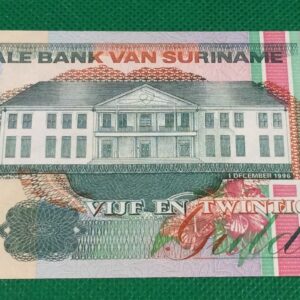 ALE BANK VAN SURINAME
1 DECEMBER 1996
VIJF EN TWINTIG
Gulden